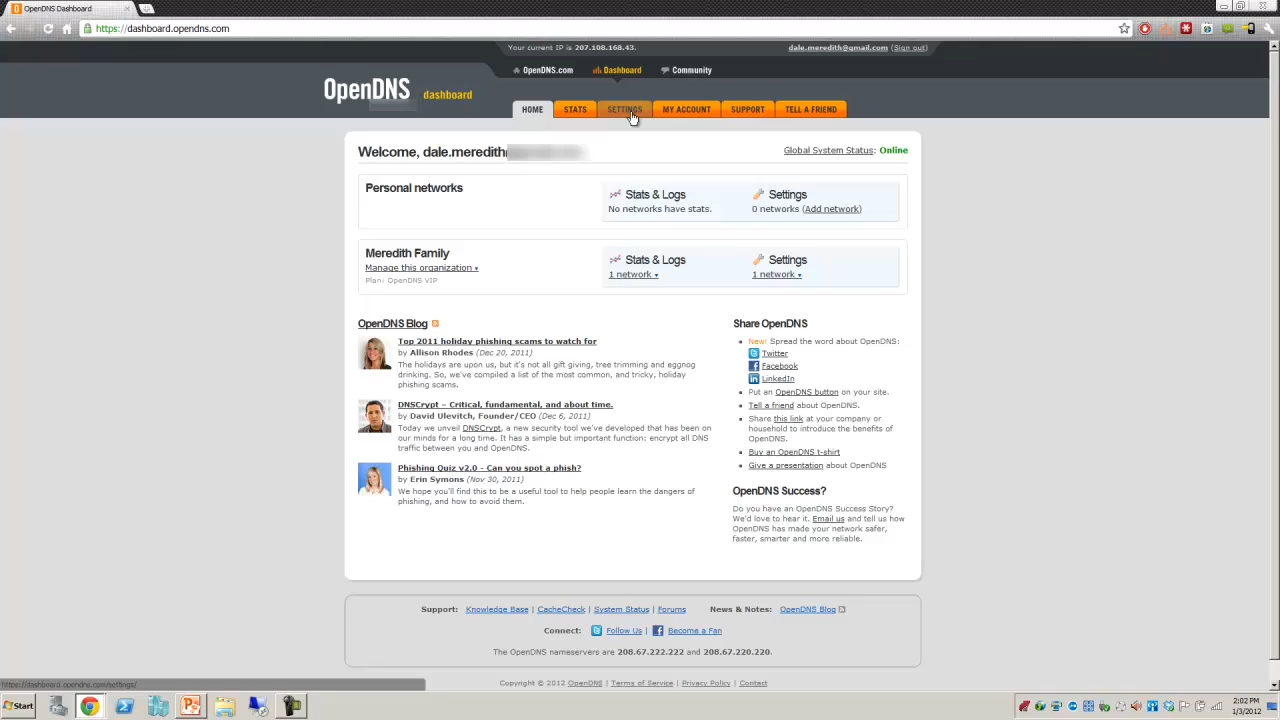 OpenDNS Dashboard
https://dashboard.opendns.com
Your current IP is 207.108.168.43.
dale.meredith@gmail.com (Sign out)
OpenDNS.com
Dashboard
Community
OpenDNS dashboard
HOME
STATS
SETTINGS
MY ACCOUNT
SUPPORT
TELL A FRIEND
Welcome, dale.meredith
Global System Status: Online
Personal networks
Stats & Logs
Settings
No networks have stats.
0 networks (Add network)
Meredith Family
Manage this organization
Plan: OpenDNS VIP
Stats & Logs
Settings
1 network
1 network
OpenDNS Blog
Top 2011 holiday phishing scams to watch for
by Allison Rhodes (Dec 20, 2011)
The holidays are upon us, but it's not all gift giving, tree trimming and eggnog
drinking. So, we've compiled a list of the most common, and tricky, holiday
phishing scams.
DNSCrypt – Critical, fundamental, and about time.
by David Ulevitch, Founder/CEO (Dec 6, 2011)
Today we unveil DNSCrypt, a new security tool we've developed that has been on
our minds for a long time. It has a simple but important function: encrypt all DNS
traffic between you and OpenDNS.
Phishing Quiz v2.0 - Can you spot a phish?
by Erin Symons (Nov 30, 2011)
We hope you'll find this to be a useful tool to help people learn the dangers of
phishing, and how to avoid them.
Share OpenDNS
New! Spread the word about OpenDNS:
Twitter
Facebook
LinkedIn
Put an OpenDNS button on your site.
Tell a friend about OpenDNS.
Share this link at your company or
household to introduce the benefits of
OpenDNS.
Buy an OpenDNS t-shirt
Give a presentation about OpenDNS
OpenDNS Success?
Do you have an OpenDNS Success Story?
We'd love to hear it. Email us and tell us how
OpenDNS has made your network safer,
faster, smarter and more reliable.
Support: Knowledge Base | CacheCheck | System Status | Forums
News & Notes: OpenDNS Blog
Connect: Follow Us | Become a Fan
The OpenDNS nameservers are 208.67.222.222 and 208.67.220.220.
Copyright © 2012 OpenDNS | Terms of Service | Privacy Policy | Contact
https://dashboard.opendns.com/settings/
Start
2:02 PM
1/3/2012